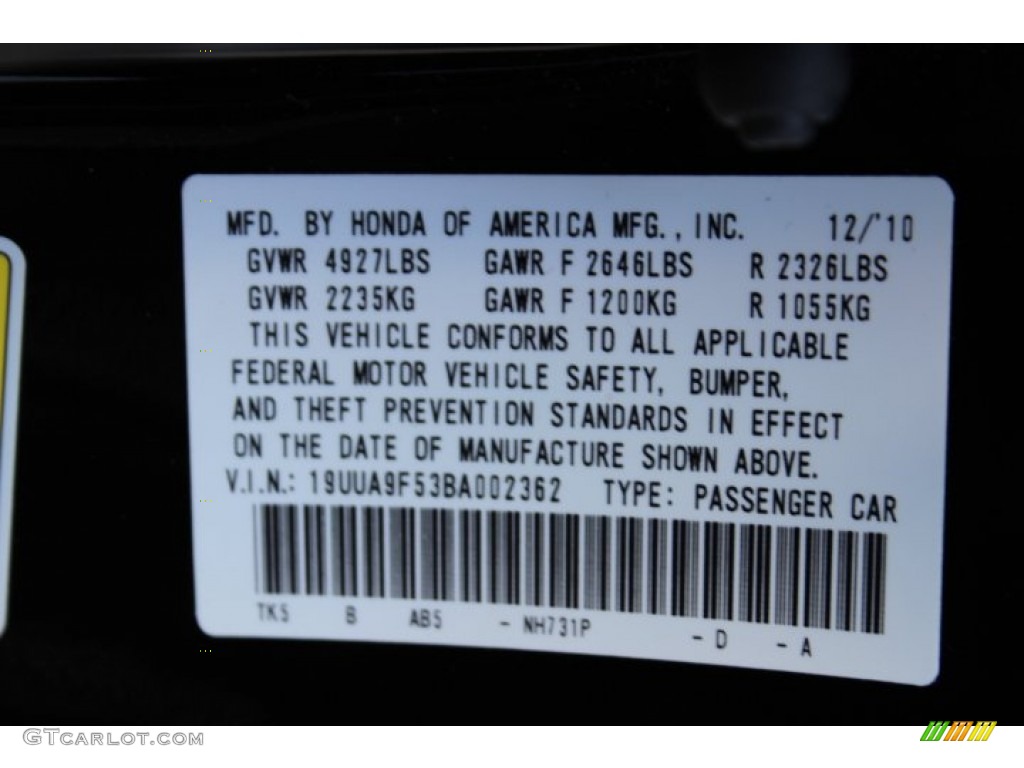 MFD. BY HONDA OF AMERICA MFG., INC. 12/'10
GVWR 4927LBS GAWR F 2646LBS R 2326LBS
GVWR 2235KG GAWR F 1200KG R 1055KG
THIS VEHICLE CONFORMS TO ALL APPLICABLE
FEDERAL MOTOR VEHICLE SAFETY, BUMPER,
AND THEFT PREVENTION STANDARDS IN EFFECT
ON THE DATE OF MANUFACTURE SHOWN ABOVE.
V.I.N.: 19UUA9F53BA002362 TYPE: PASSENGER CAR
TK5 B AB5 - NH731P - D - A
GTCARLOT.COM